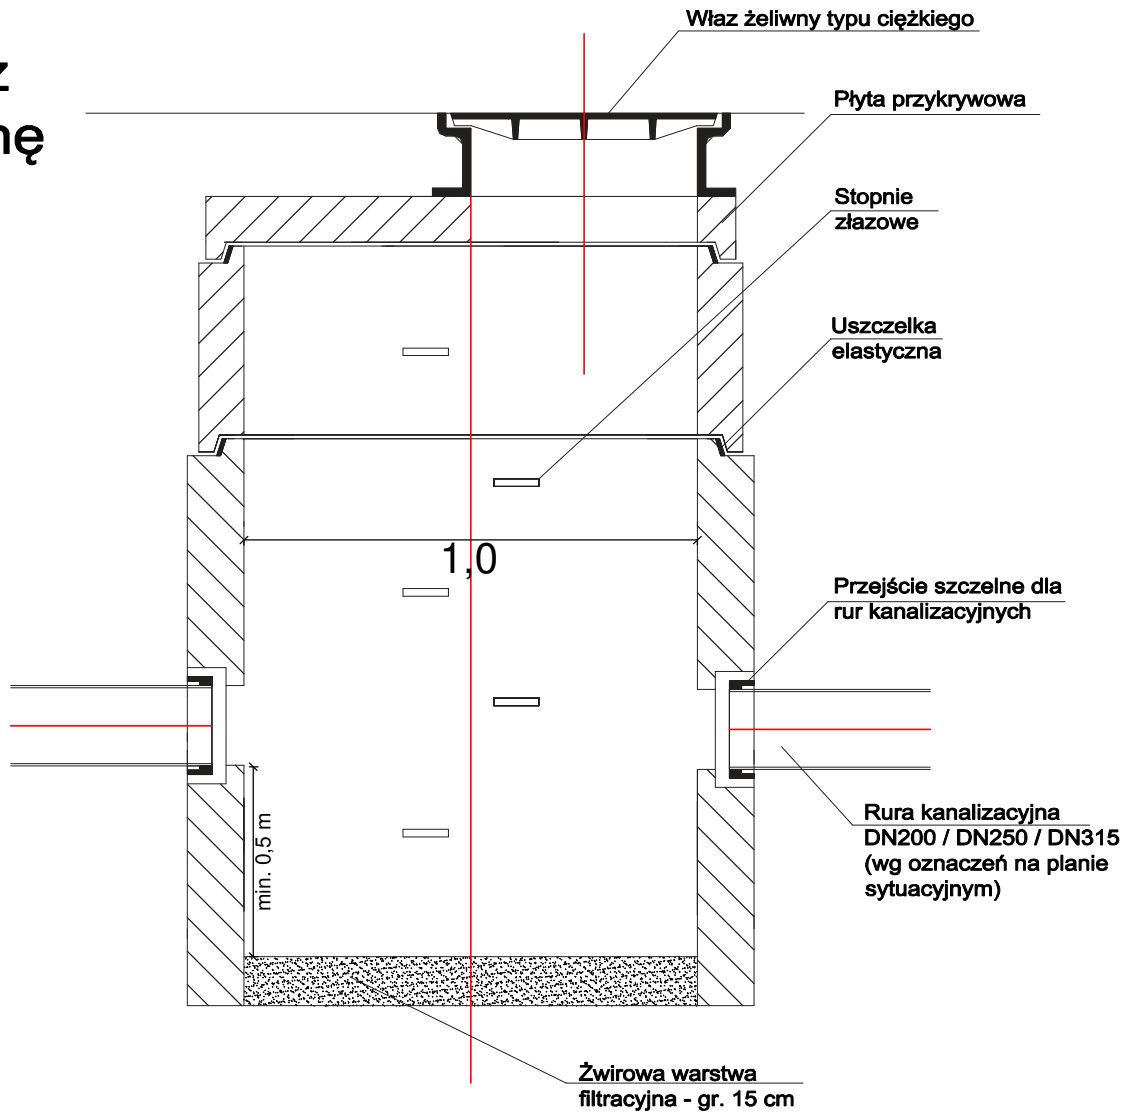 Właz żeliwny typu ciężkiego
Płyta przykrywowa
Stopnie
złazowe
Uszczelka
elastyczna
1,0
Przejście szczelne dla
rur kanalizacyjnych
min. 0,5 m
Rura kanalizacyjna
DN200 / DN250 / DN315
(wg oznaczeń na planie
sytuacyjnym)
Żwirowa warstwa
filtracyjna - gr. 15 cm